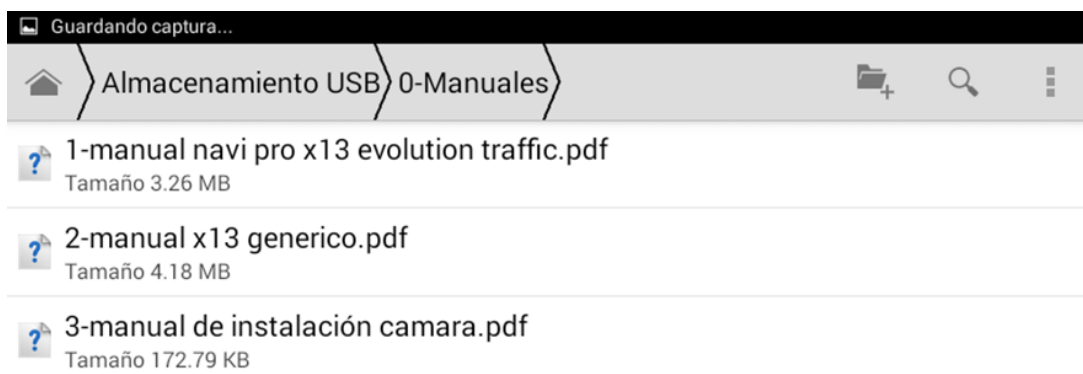 Guardando captura...
Almacenamiento USB 0-Manuales
1-manual navi pro x13 evolution traffic.pdf
Tamaño 3.26 MB
2-manual x13 generico.pdf
Tamaño 4.18 MB
3-manual de instalación camara.pdf
Tamaño 172.79 KB